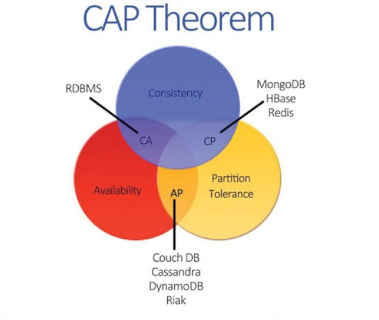 CAP Theorem
RDBMS
Consistency
MongoDB
HBase
Redis
CA
CP
Availability
AP
Partition
Tolerance
Couch DB
Cassandra
DynamoDB
Riak